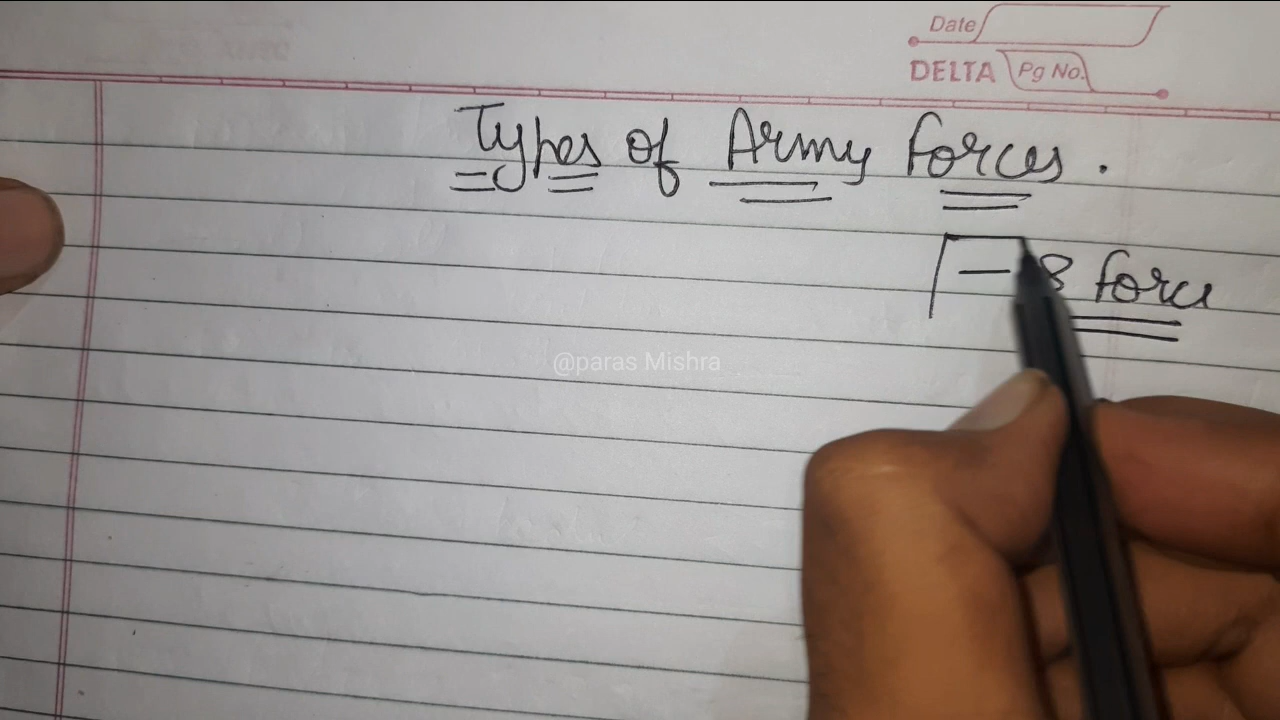 Date
DELTA Pg No.
Types of Army forces.
— 8 force
@paras Mishra